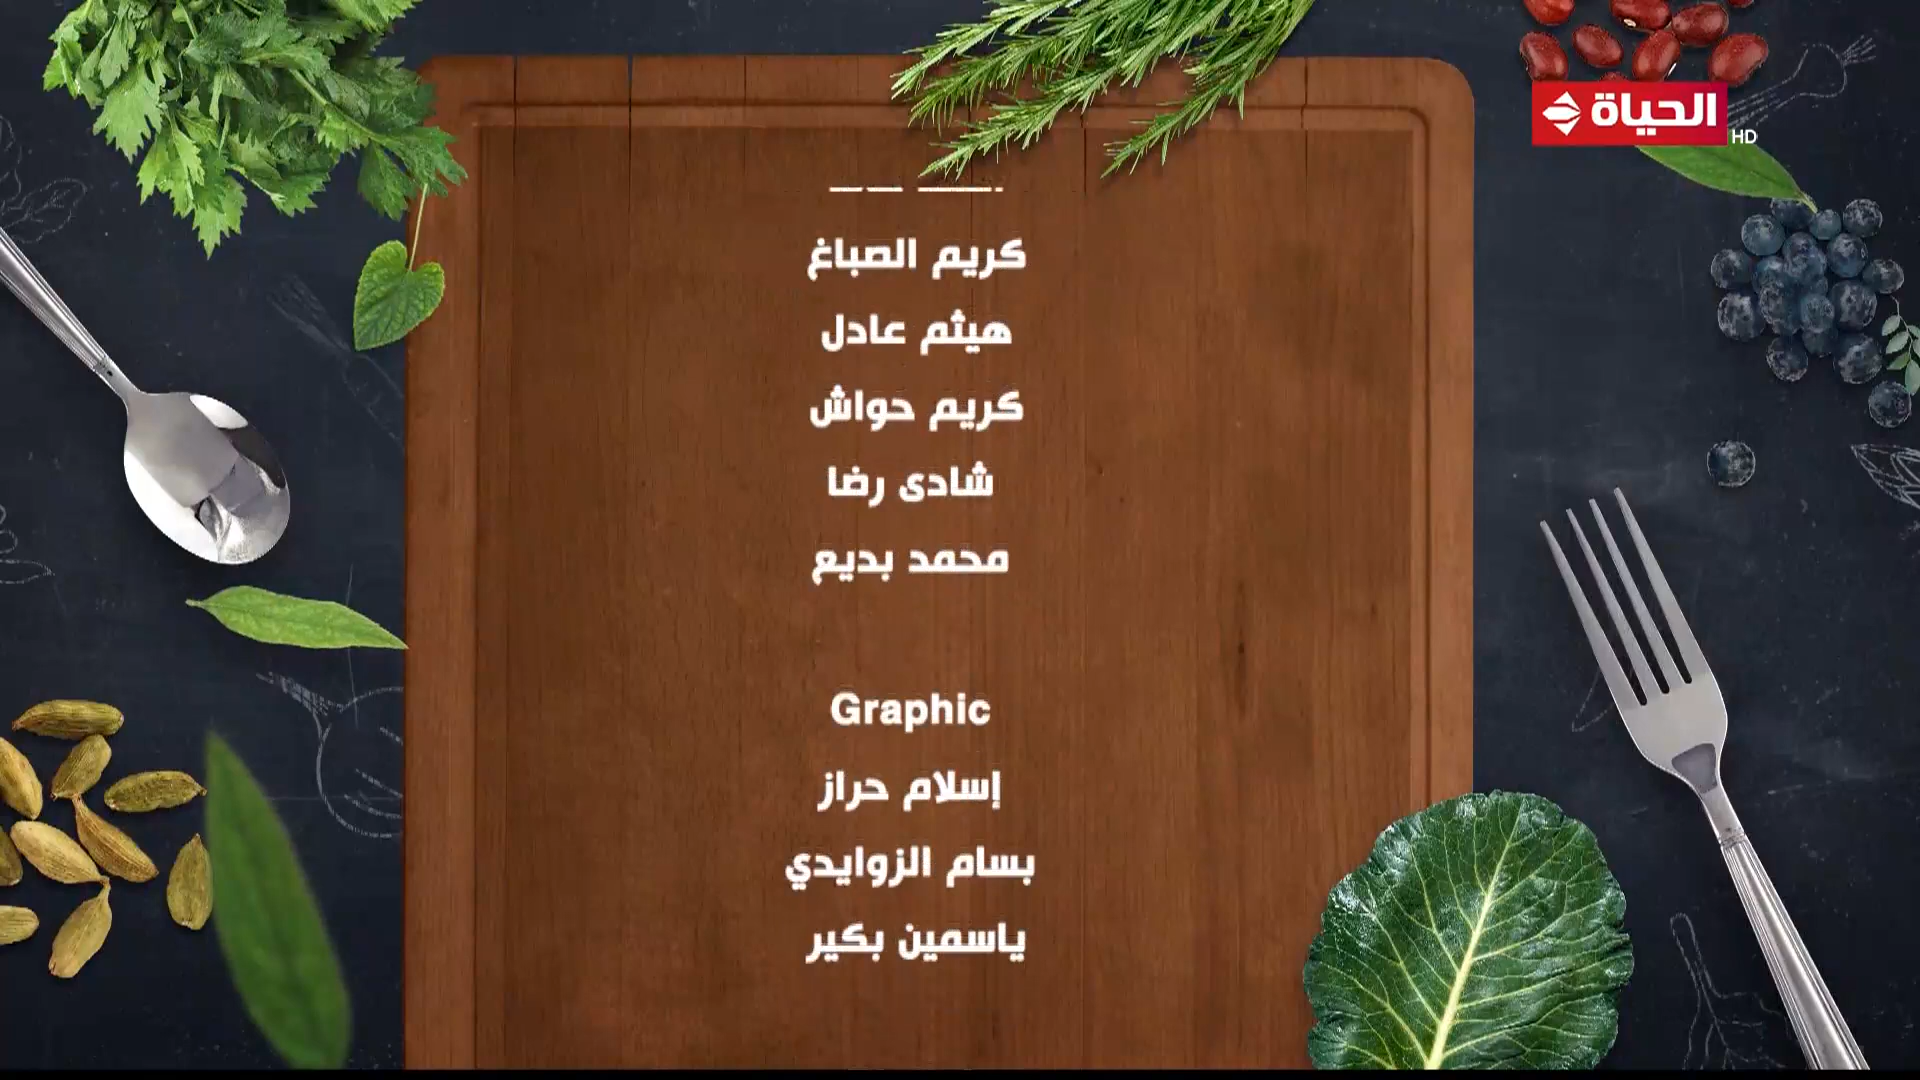 الحياة
HD
كريم الصباغ
هيثم عادل
كريم حواش
شادى رضا
محمد بديع
Graphic
إسلام حراز
بسام الزوايدي
ياسمين بكير